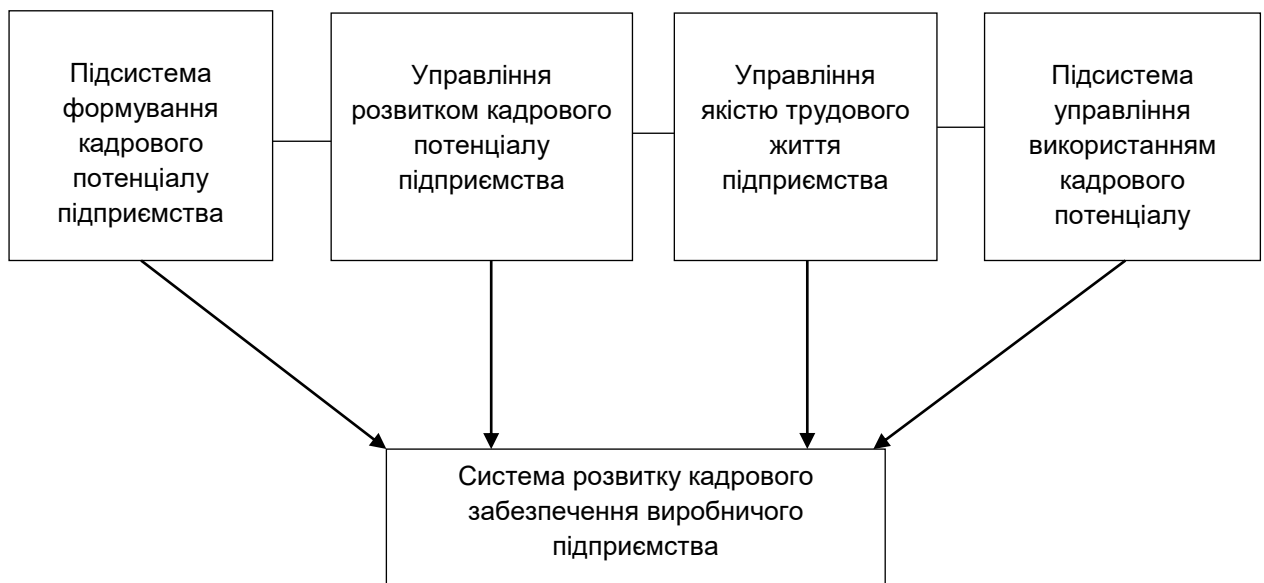 Підсистема
формування
кадрового
потенціалу
підприємства
Управління
розвитком кадрового
потенціалу
підприємства
Управління
якістю трудового
життя
підприємства
Підсистема
управління
використанням
кадрового
потенціалу
Система розвитку кадрового
забезпечення виробничого
підприємства